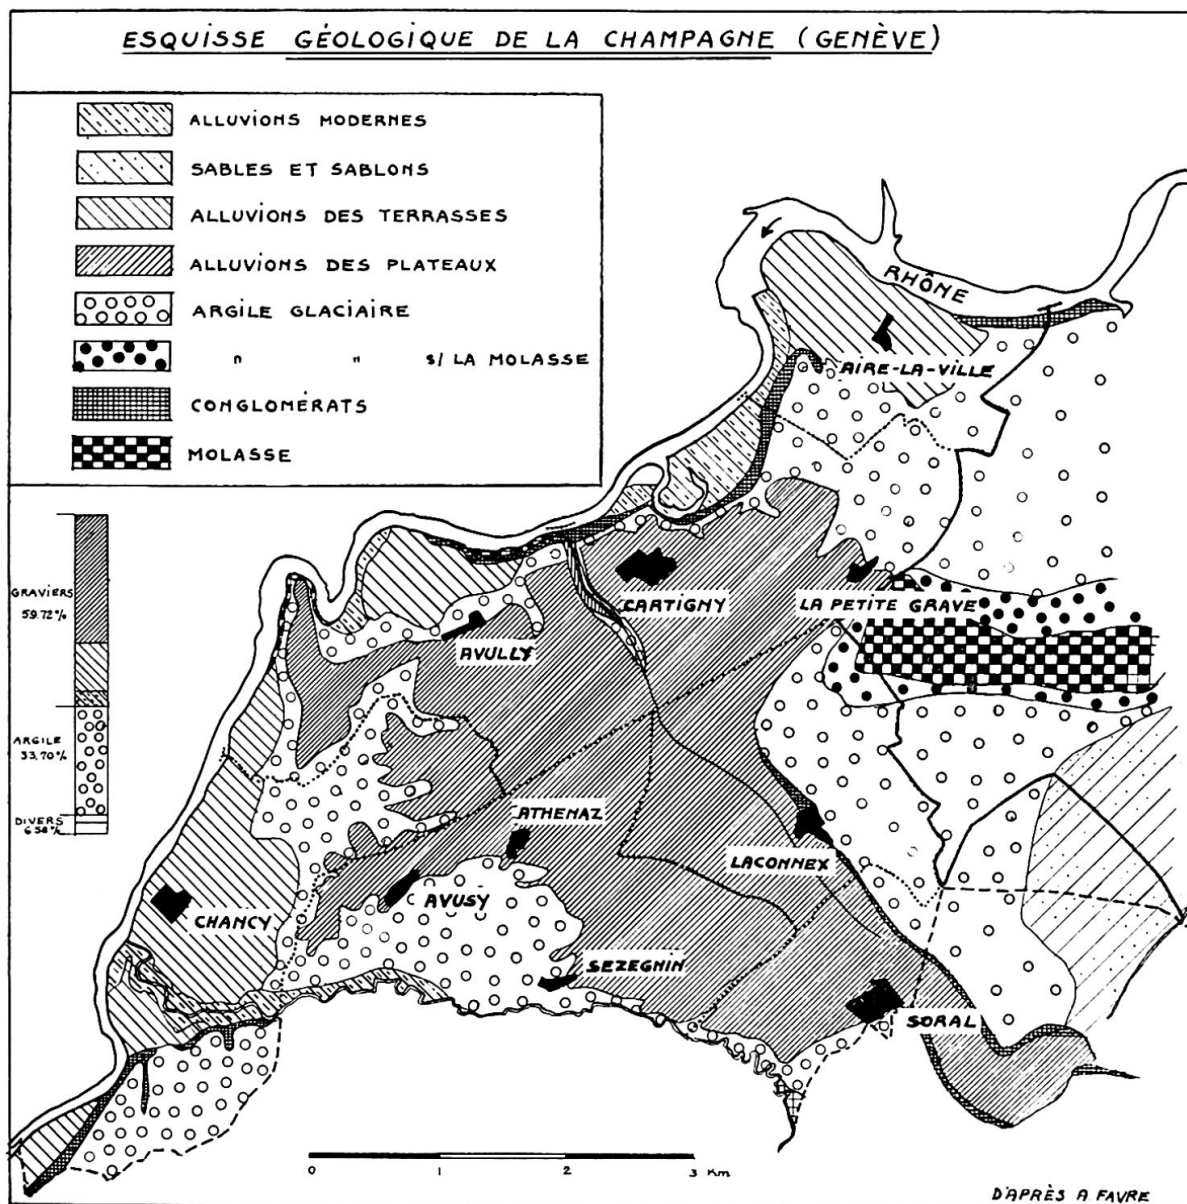 ESQUISSE GÉOLOGIQUE DE LA CHAMPAGNE (GENÈVE)
ALLUVIONS MODERNES
SABLES ET SABLONS
ALLUVIONS DES TERRASSES
ALLUVIONS DES PLATEAUX
ARGILE GLACIAIRE
" " S/ LA MOLASSE
CONGLOMÉRATS
MOLASSE
RHÔNE
AIRE-LA-VILLE
GRAVIERS
59.72%
CARTIGNY
LA PETITE GRAVE
AVULLY
ARGILE
33,70%
DIVERS
6.58%
ATHENAZ
LACONNEX
AVUSY
CHANCY
SEZEGNIN
SORAL
0 1 2 3 Km
D'APRÈS A FAVRE